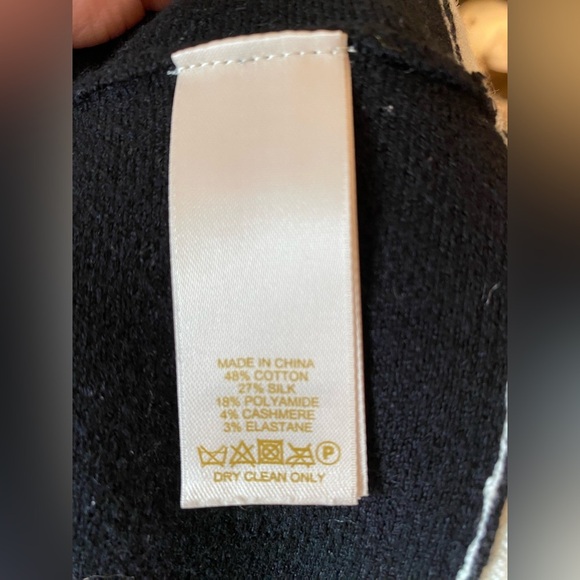 MADE IN CHINA
48% COTTON
27% SILK
18% POLYAMIDE
4% CASHMERE
3% ELASTANE
P
DRY CLEAN ONLY